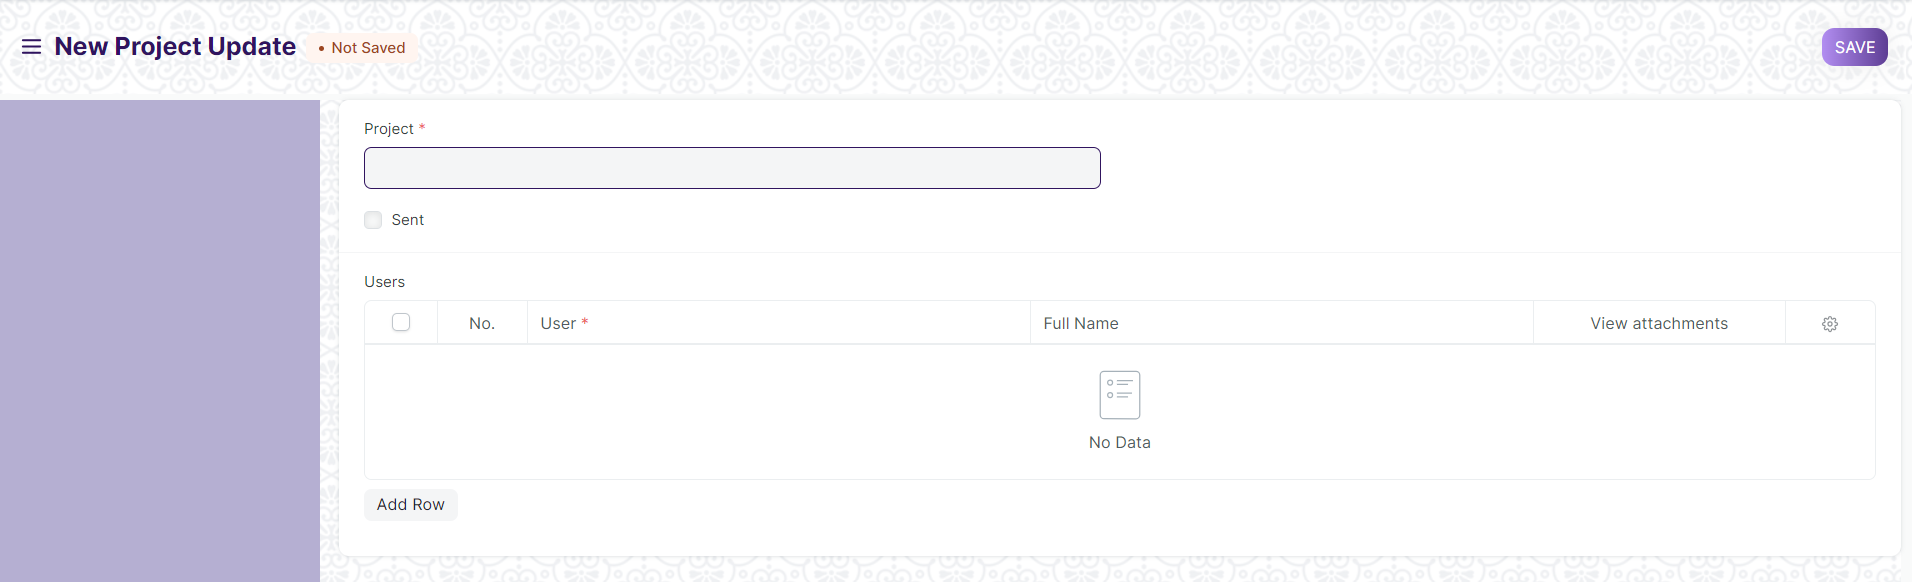 New Project Update • Not Saved SAVE
Project *
Sent
Users
No. User * Full Name View attachments
No Data
Add Row